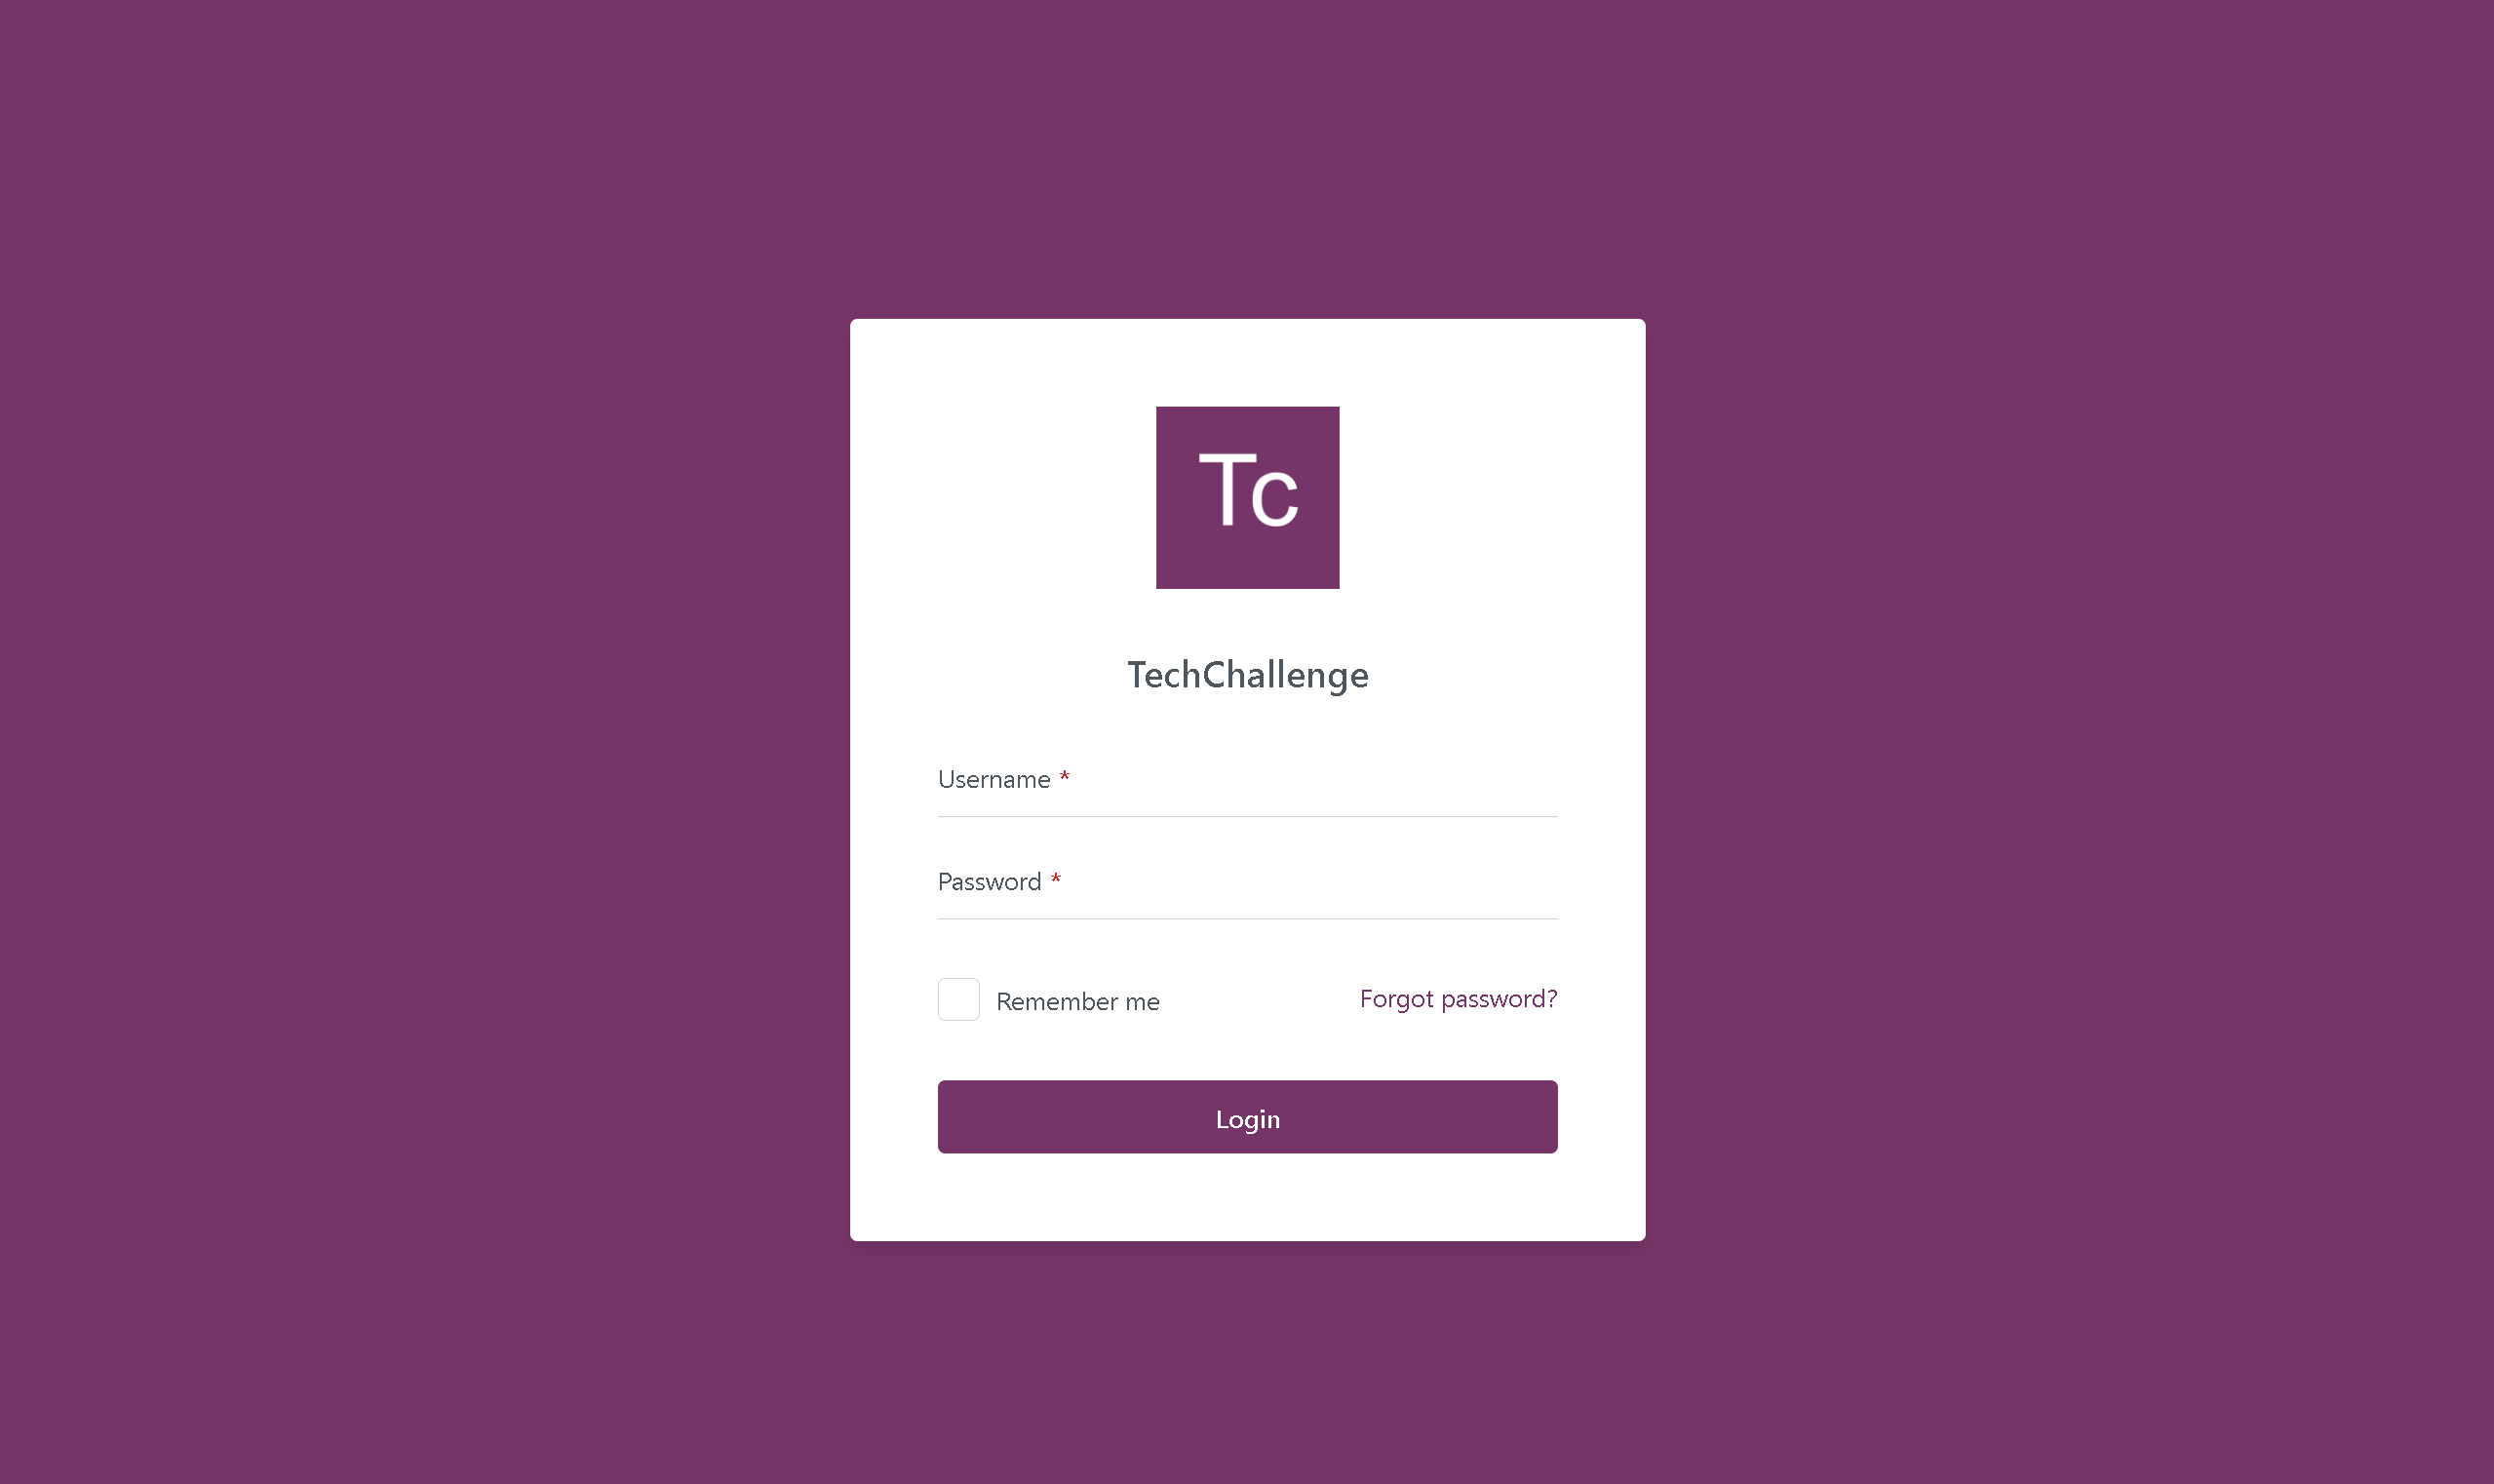 Tc
TechChallenge
Username *
Password *
Remember me
Forgot password?
Login